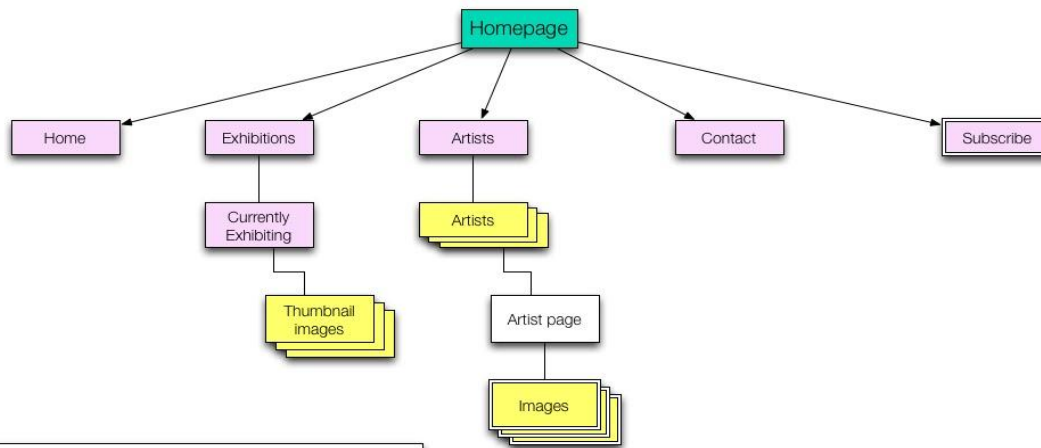 Homepage
Home
Exhibitions
Artists
Contact
Subscribe
Currently
Exhibiting
Artists
Thumbnail
images
Artist page
Images